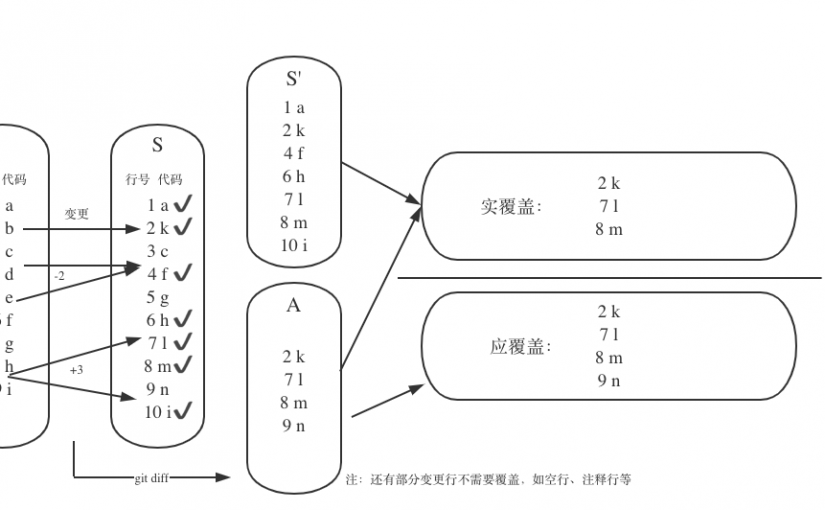 代码
a
b
c
d
e
f
g
h
i
变更
-2
+3
git diff
S
行号 代码
1 a ✓
2 k ✓
3 c
4 f ✓
5 g
6 h ✓
7 l ✓
8 m ✓
9 n
10 i ✓
S'
1 a
2 k
4 f
6 h
7 l
8 m
10 i
A
2 k
7 l
8 m
9 n
实覆盖：
2 k
7 l
8 m
应覆盖：
2 k
7 l
8 m
9 n
注：还有部分变更行不需要覆盖，如空行、注释行等